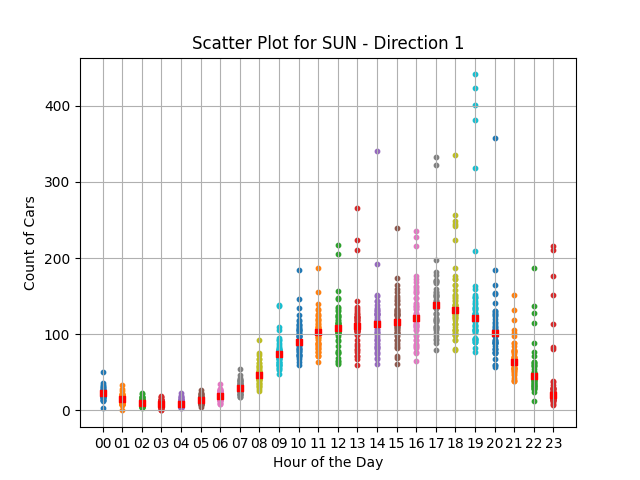 Scatter Plot for SUN - Direction 1
Count of Cars
400
300
200
100
0
00 01 02 03 04 05 06 07 08 09 10 11 12 13 14 15 16 17 18 19 20 21 22 23
Hour of the Day